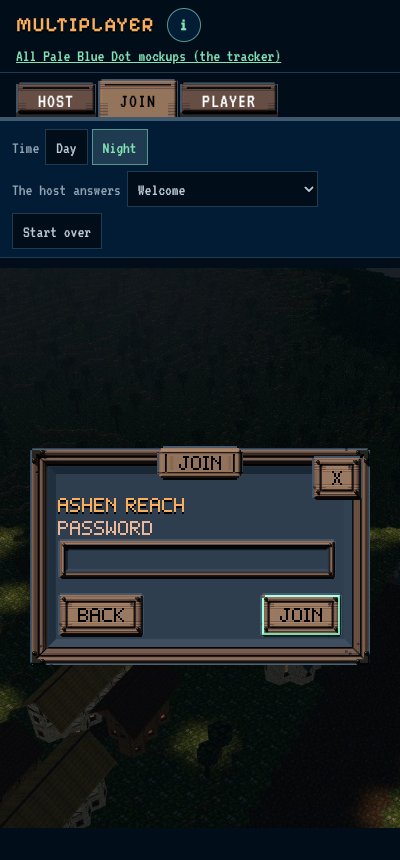 MULTIPLAYER i
All Pale Blue Dot mockups (the tracker)
HOST JOIN PLAYER
Time Day Night
The host answers Welcome
Start over
JOIN
X
ASHEN REACH
PASSWORD
BACK JOIN